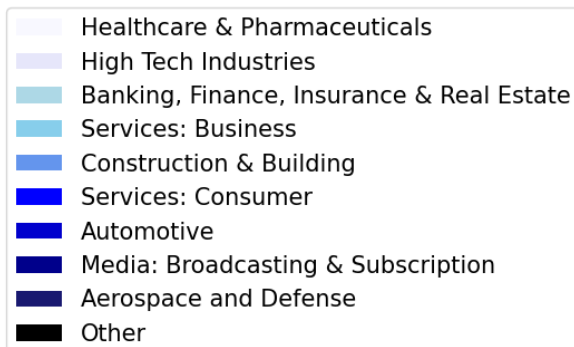 Healthcare & Pharmaceuticals
High Tech Industries
Banking, Finance, Insurance & Real Estate
Services: Business
Construction & Building
Services: Consumer
Automotive
Media: Broadcasting & Subscription
Aerospace and Defense
Other